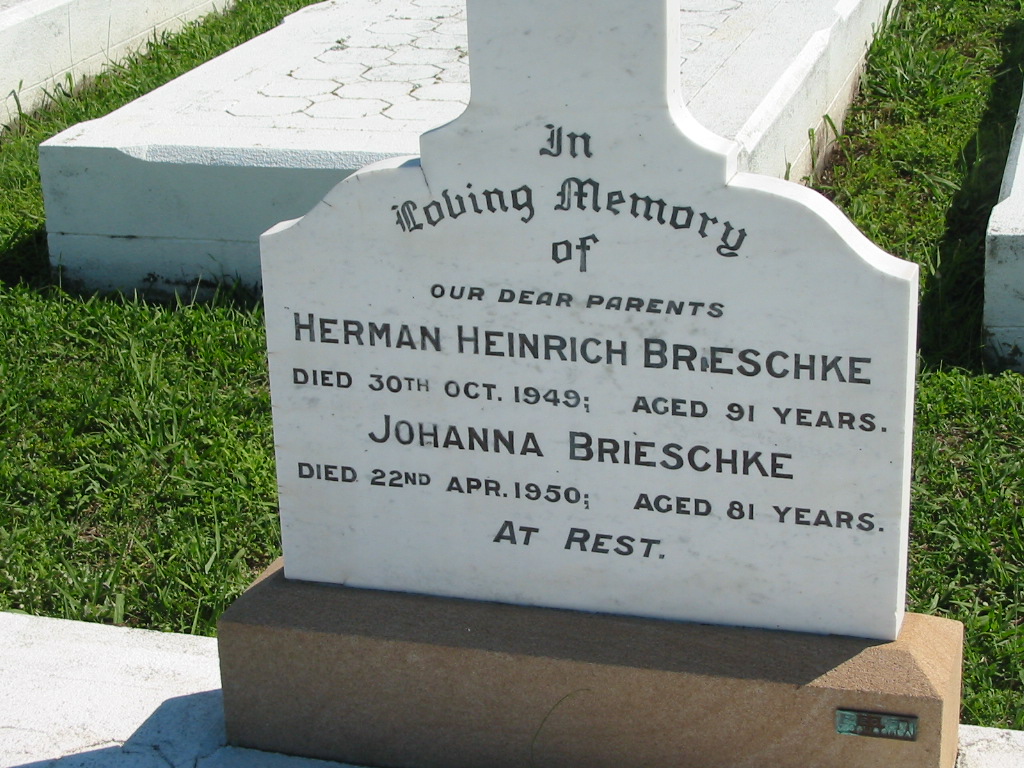 In
Loving Memory
of
OUR DEAR PARENTS
HERMAN HEINRICH BRIESCHKE
DIED 30TH OCT. 1949; AGED 91 YEARS.
JOHANNA BRIESCHKE
DIED 22ND APR. 1950; AGED 81 YEARS.
AT REST.